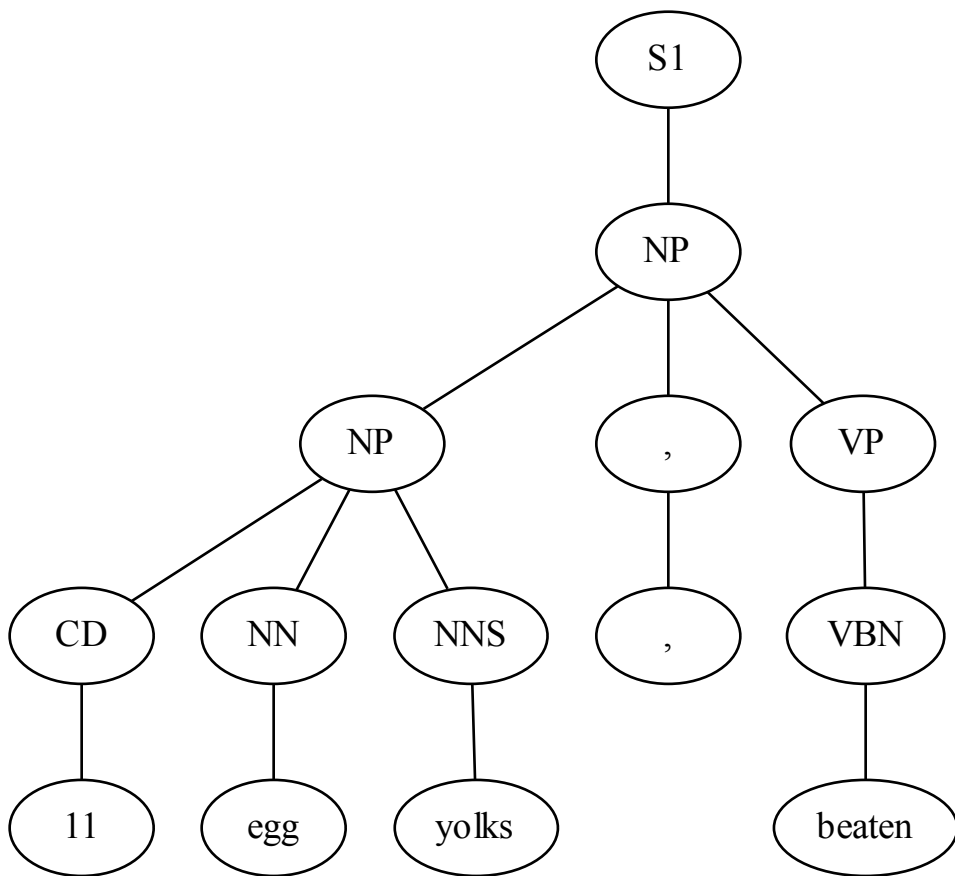 S1
NP
NP , VP
CD NN NNS , VBN
11 egg yolks beaten